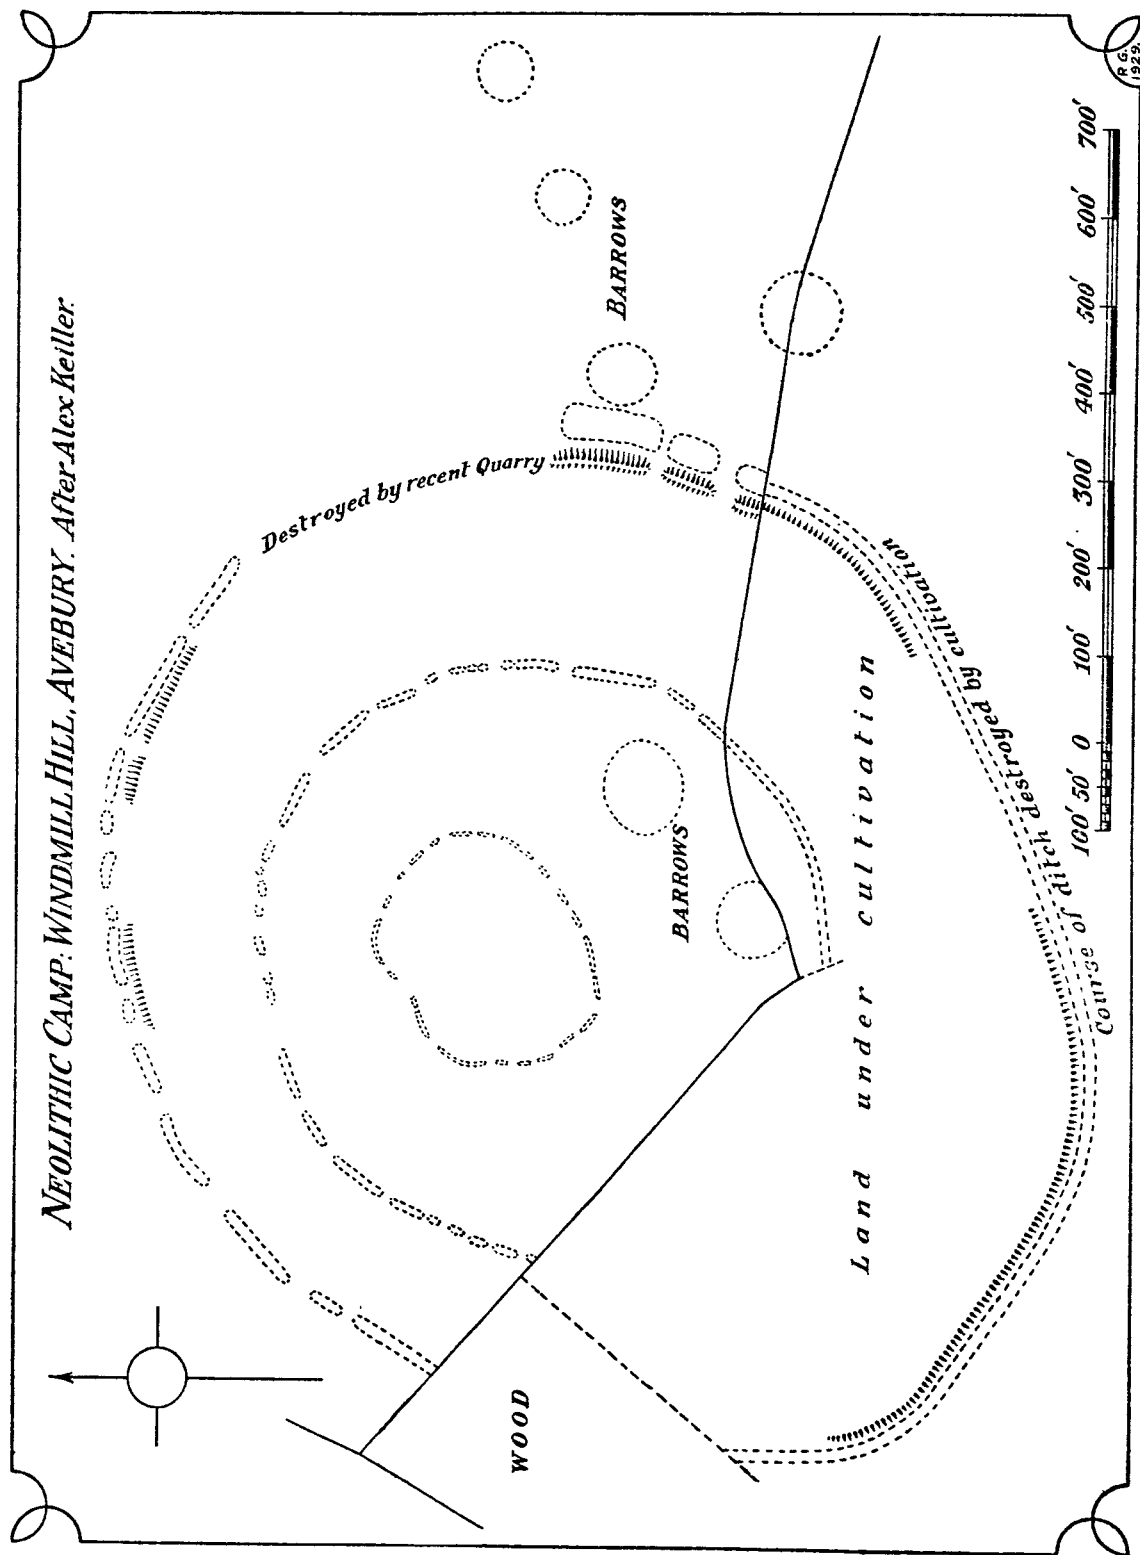 NEOLITHIC CAMP: WINDMILL HILL, AVEBURY. After Alex Keiller.
Destroyed by recent Quarry
BARROWS
BARROWS
WOOD
Land under cultivation
Course of ditch destroyed by cultivation
100' 50' 0 100' 200' 300' 400' 500' 600' 700'
R.G.
1929.